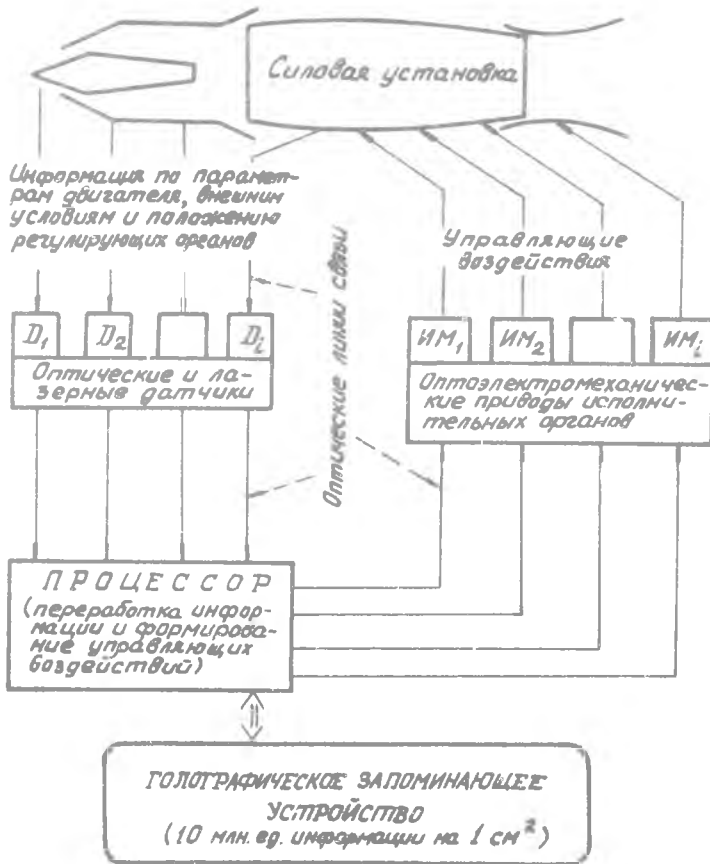 Силовая установка
Информация по парамет-
рам двигателя, внешним
условиям и положению
регулирующих органов
Управляющие
воздействия
Оптические линии связи
D₁ D₂ Dᵢ
Оптические и ла-
зерные датчики
ИМ₁ ИМ₂ ИМᵢ
Оптоэлектромеханичес-
кие приводы исполни-
тельных органов
ПРОЦЕССОР
(переработка инфор-
мации и формирова-
ние управляющих
воздействий)
ГОЛОГРАФИЧЕСКОЕ ЗАПОМИНАЮЩЕЕ
УСТРОЙСТВО
(10 млн. ед. информации на 1 см²)